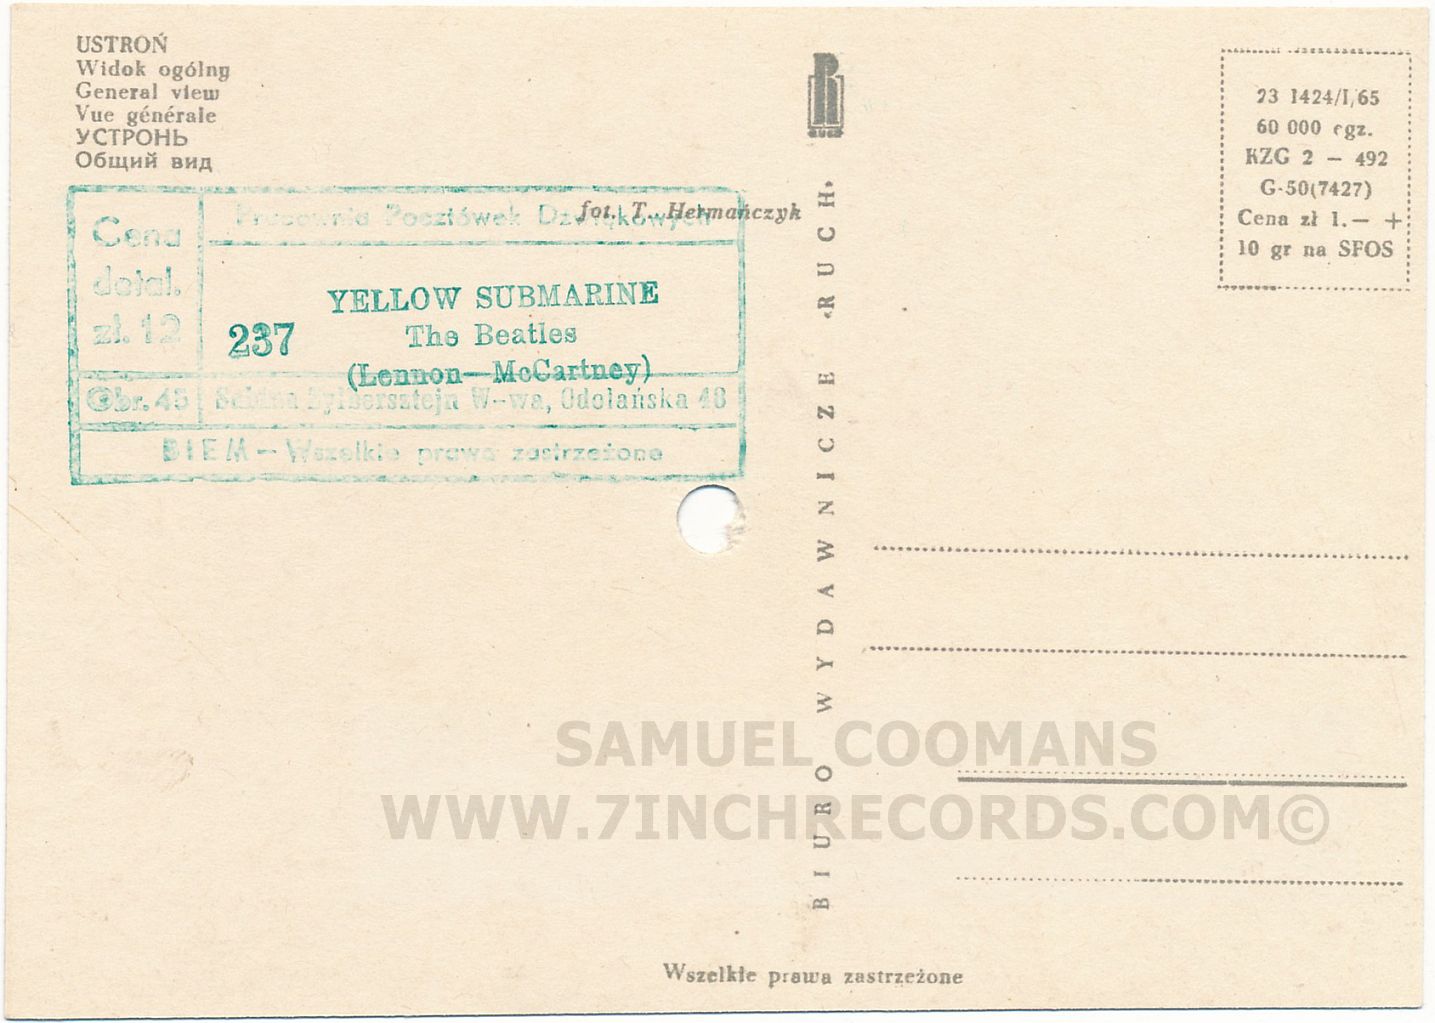 USTROŃ
Widok ogólny
General view
Vue générale
УСТРОНЬ
Общий вид
fot. T. Hermańczyk
Cena
detal.
zł. 12
Pracownia Pocztówek Dźwiękowych
YELLOW SUBMARINE
237 The Beatles
(Lennon—McCartney)
Obr. 45
W-wa, Odolańska 48
BIEM – Wszelkie prawa zastrzeżone
RUCH
BIURO WYDAWNICZE «RUCH»
23 1424/I/65
60 000 egz.
KZG 2 – 492
G-50(7427)
Cena zł 1.– +
10 gr na SFOS
SAMUEL COOMANS
WWW.7INCHRECORDS.COM©
Wszelkie prawa zastrzeżone